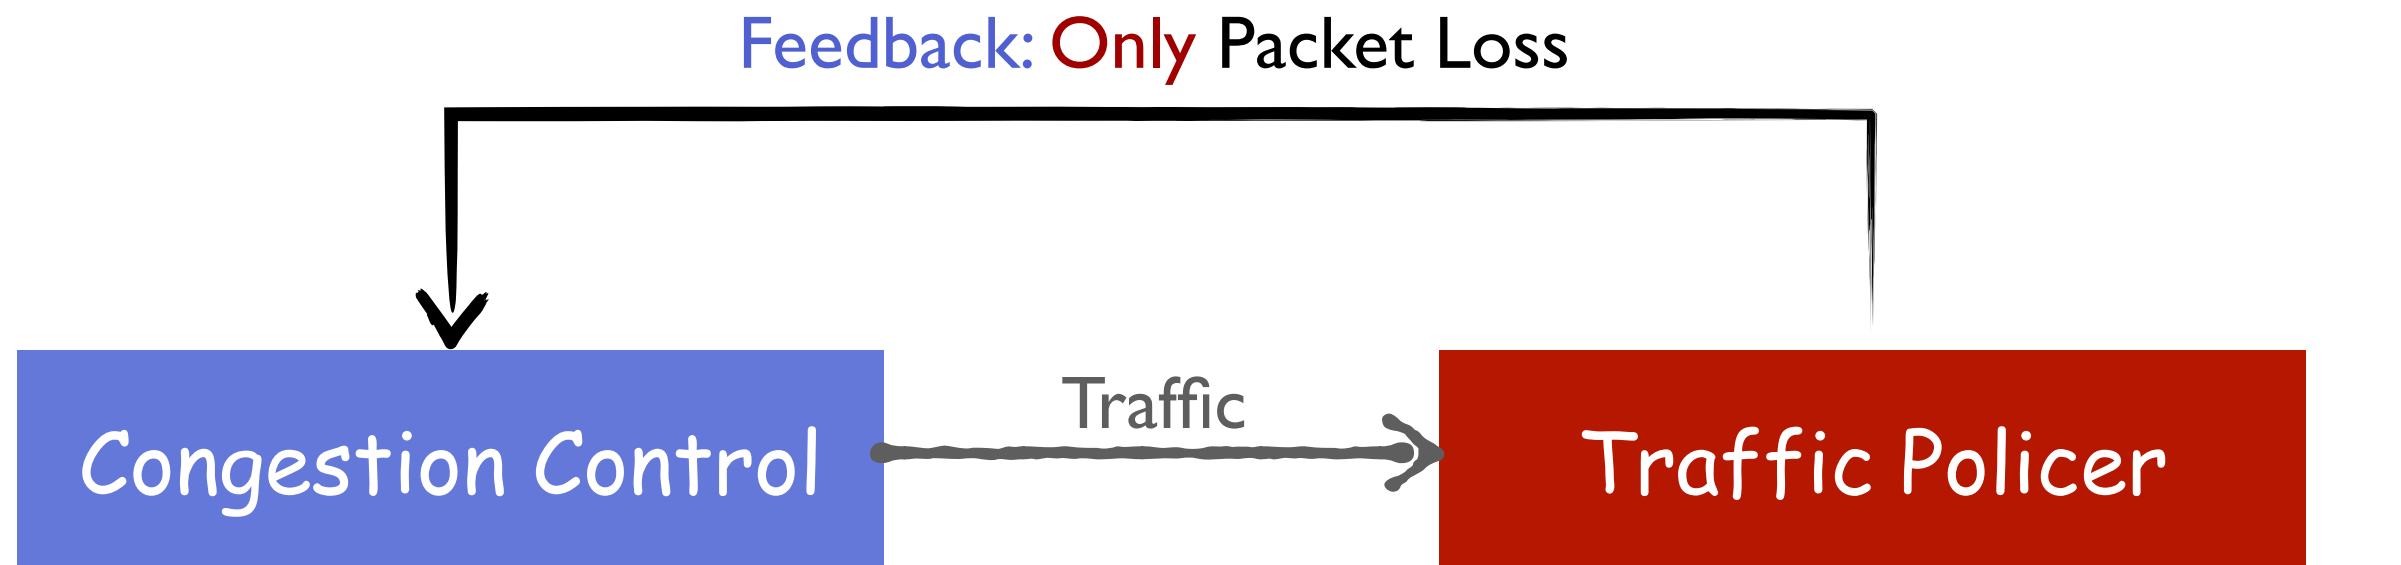 Feedback: Only Packet Loss
Traffic
Congestion Control
Traffic Policer